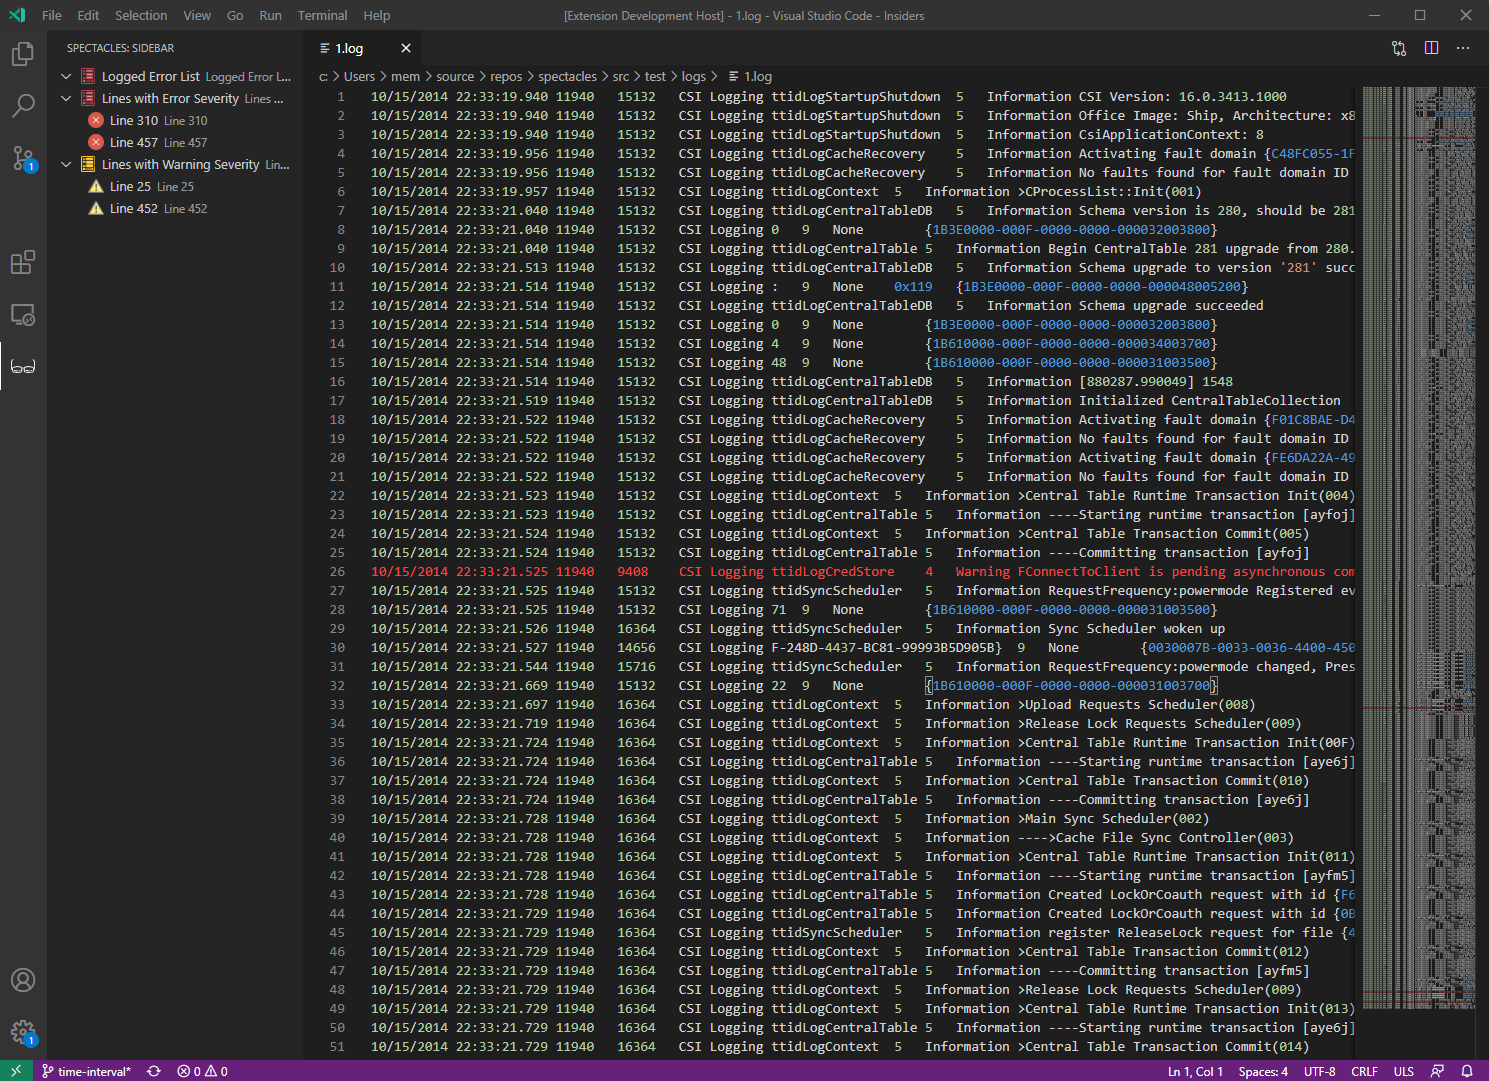 File Edit Selection View Go Run Terminal Help [Extension Development Host] - 1.log - Visual Studio Code - Insiders
SPECTACLES: SIDEBAR
Logged Error List Logged Error L...
Lines with Error Severity Lines ...
Line 310 Line 310
Line 457 Line 457
Lines with Warning Severity Lin...
Line 25 Line 25
Line 452 Line 452
1
1
1.log
c: > Users > mem > source > repos > spectacles > src > test > logs > 1.log
1 10/15/2014 22:33:19.940 11940 15132 CSI Logging ttidLogStartupShutdown 5 Information CSI Version: 16.0.3413.1000
2 10/15/2014 22:33:19.940 11940 15132 CSI Logging ttidLogStartupShutdown 5 Information Office Image: Ship, Architecture: x8
3 10/15/2014 22:33:19.940 11940 15132 CSI Logging ttidLogStartupShutdown 5 Information CsiApplicationContext: 8
4 10/15/2014 22:33:19.956 11940 15132 CSI Logging ttidLogCacheRecovery 5 Information Activating fault domain {C48FC055-1F
5 10/15/2014 22:33:19.956 11940 15132 CSI Logging ttidLogCacheRecovery 5 Information No faults found for fault domain ID
6 10/15/2014 22:33:19.957 11940 15132 CSI Logging ttidLogContext 5 Information >CProcessList::Init(001)
7 10/15/2014 22:33:21.040 11940 15132 CSI Logging ttidLogCentralTableDB 5 Information Schema version is 280, should be 281
8 10/15/2014 22:33:21.040 11940 15132 CSI Logging 0 9 None {1B3E0000-000F-0000-0000-000032003800}
9 10/15/2014 22:33:21.040 11940 15132 CSI Logging ttidLogCentralTable 5 Information Begin CentralTable 281 upgrade from 280.
10 10/15/2014 22:33:21.513 11940 15132 CSI Logging ttidLogCentralTableDB 5 Information Schema upgrade to version '281' succ
11 10/15/2014 22:33:21.514 11940 15132 CSI Logging : 9 None 0x119 {1B3E0000-000F-0000-0000-000048005200}
12 10/15/2014 22:33:21.514 11940 15132 CSI Logging ttidLogCentralTableDB 5 Information Schema upgrade succeeded
13 10/15/2014 22:33:21.514 11940 15132 CSI Logging 0 9 None {1B3E0000-000F-0000-0000-000032003800}
14 10/15/2014 22:33:21.514 11940 15132 CSI Logging 4 9 None {1B610000-000F-0000-0000-000034003700}
15 10/15/2014 22:33:21.514 11940 15132 CSI Logging 48 9 None {1B610000-000F-0000-0000-000031003500}
16 10/15/2014 22:33:21.514 11940 15132 CSI Logging ttidLogCentralTableDB 5 Information [880287.990049] 1548
17 10/15/2014 22:33:21.519 11940 15132 CSI Logging ttidLogCentralTableDB 5 Information Initialized CentralTableCollection
18 10/15/2014 22:33:21.522 11940 15132 CSI Logging ttidLogCacheRecovery 5 Information Activating fault domain {F01C8BAE-D4
19 10/15/2014 22:33:21.522 11940 15132 CSI Logging ttidLogCacheRecovery 5 Information No faults found for fault domain ID
20 10/15/2014 22:33:21.522 11940 15132 CSI Logging ttidLogCacheRecovery 5 Information Activating fault domain {FE6DA22A-49
21 10/15/2014 22:33:21.522 11940 15132 CSI Logging ttidLogCacheRecovery 5 Information No faults found for fault domain ID
22 10/15/2014 22:33:21.523 11940 15132 CSI Logging ttidLogContext 5 Information >Central Table Runtime Transaction Init(004)
23 10/15/2014 22:33:21.523 11940 15132 CSI Logging ttidLogCentralTable 5 Information ----Starting runtime transaction [ayfoj]
24 10/15/2014 22:33:21.524 11940 15132 CSI Logging ttidLogContext 5 Information >Central Table Transaction Commit(005)
25 10/15/2014 22:33:21.524 11940 15132 CSI Logging ttidLogCentralTable 5 Information ----Committing transaction [ayfoj]
26 10/15/2014 22:33:21.525 11940 9408 CSI Logging ttidLogCredStore 4 Warning FConnectToClient is pending asynchronous com
27 10/15/2014 22:33:21.525 11940 15132 CSI Logging ttidSyncScheduler 5 Information RequestFrequency:powermode Registered ev
28 10/15/2014 22:33:21.525 11940 15132 CSI Logging 71 9 None {1B610000-000F-0000-0000-000031003500}
29 10/15/2014 22:33:21.526 11940 16364 CSI Logging ttidSyncScheduler 5 Information Sync Scheduler woken up
30 10/15/2014 22:33:21.527 11940 14656 CSI Logging F-248D-4437-BC81-99993B5D905B} 9 None {0030007B-0033-0036-4400-450
31 10/15/2014 22:33:21.544 11940 15716 CSI Logging ttidSyncScheduler 5 Information RequestFrequency:powermode changed, Pres
32 10/15/2014 22:33:21.669 11940 15132 CSI Logging 22 9 None {1B610000-000F-0000-0000-000031003700}
33 10/15/2014 22:33:21.697 11940 16364 CSI Logging ttidLogContext 5 Information >Upload Requests Scheduler(008)
34 10/15/2014 22:33:21.719 11940 16364 CSI Logging ttidLogContext 5 Information >Release Lock Requests Scheduler(009)
35 10/15/2014 22:33:21.724 11940 16364 CSI Logging ttidLogContext 5 Information >Central Table Runtime Transaction Init(00F)
36 10/15/2014 22:33:21.724 11940 16364 CSI Logging ttidLogCentralTable 5 Information ----Starting runtime transaction [aye6j]
37 10/15/2014 22:33:21.724 11940 16364 CSI Logging ttidLogContext 5 Information >Central Table Transaction Commit(010)
38 10/15/2014 22:33:21.724 11940 16364 CSI Logging ttidLogCentralTable 5 Information ----Committing transaction [aye6j]
39 10/15/2014 22:33:21.728 11940 16364 CSI Logging ttidLogContext 5 Information >Main Sync Scheduler(002)
40 10/15/2014 22:33:21.728 11940 16364 CSI Logging ttidLogContext 5 Information ---->Cache File Sync Controller(003)
41 10/15/2014 22:33:21.728 11940 16364 CSI Logging ttidLogContext 5 Information >Central Table Runtime Transaction Init(011)
42 10/15/2014 22:33:21.728 11940 16364 CSI Logging ttidLogCentralTable 5 Information ----Starting runtime transaction [ayfm5]
43 10/15/2014 22:33:21.728 11940 16364 CSI Logging ttidLogCentralTable 5 Information Created LockOrCoauth request with id {F6
44 10/15/2014 22:33:21.729 11940 16364 CSI Logging ttidLogCentralTable 5 Information Created LockOrCoauth request with id {0B
45 10/15/2014 22:33:21.729 11940 16364 CSI Logging ttidSyncScheduler 5 Information register ReleaseLock request for file {4
46 10/15/2014 22:33:21.729 11940 16364 CSI Logging ttidLogContext 5 Information >Central Table Transaction Commit(012)
47 10/15/2014 22:33:21.729 11940 16364 CSI Logging ttidLogCentralTable 5 Information ----Committing transaction [ayfm5]
48 10/15/2014 22:33:21.729 11940 16364 CSI Logging ttidLogContext 5 Information >Release Lock Requests Scheduler(009)
49 10/15/2014 22:33:21.729 11940 16364 CSI Logging ttidLogContext 5 Information >Central Table Runtime Transaction Init(013)
50 10/15/2014 22:33:21.729 11940 16364 CSI Logging ttidLogCentralTable 5 Information ----Starting runtime transaction [aye6j]
51 10/15/2014 22:33:21.729 11940 16364 CSI Logging ttidLogContext 5 Information >Central Table Transaction Commit(014)
time-interval* 0 0 Ln 1, Col 1 Spaces: 4 UTF-8 CRLF ULS